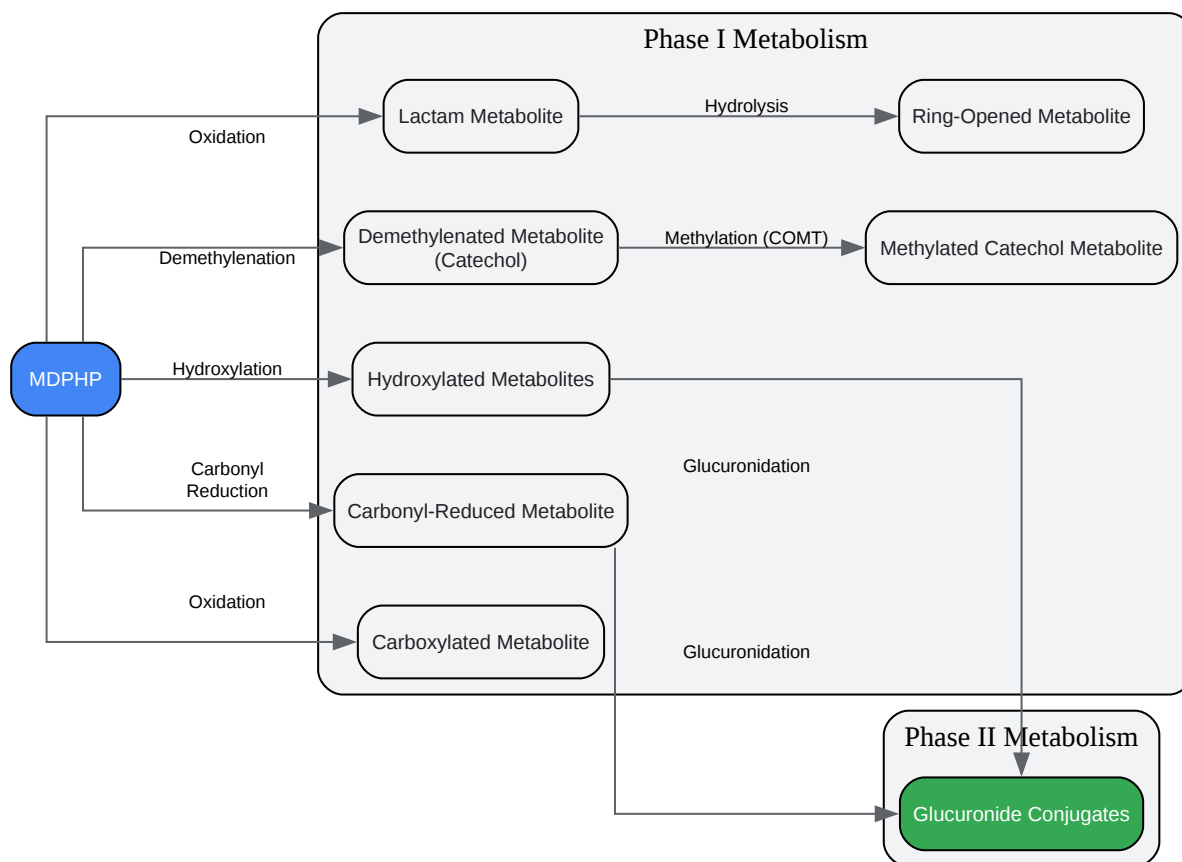 Phase I Metabolism
Lactam Metabolite
Hydrolysis
Ring-Opened Metabolite
Oxidation
Demethylenated Metabolite
(Catechol)
Methylation (COMT)
Methylated Catechol Metabolite
Demethylenation
MDPHP
Hydroxylation
Hydroxylated Metabolites
Carbonyl
Reduction
Glucuronidation
Carbonyl-Reduced Metabolite
Oxidation
Carboxylated Metabolite
Glucuronidation
Phase II Metabolism
Glucuronide Conjugates